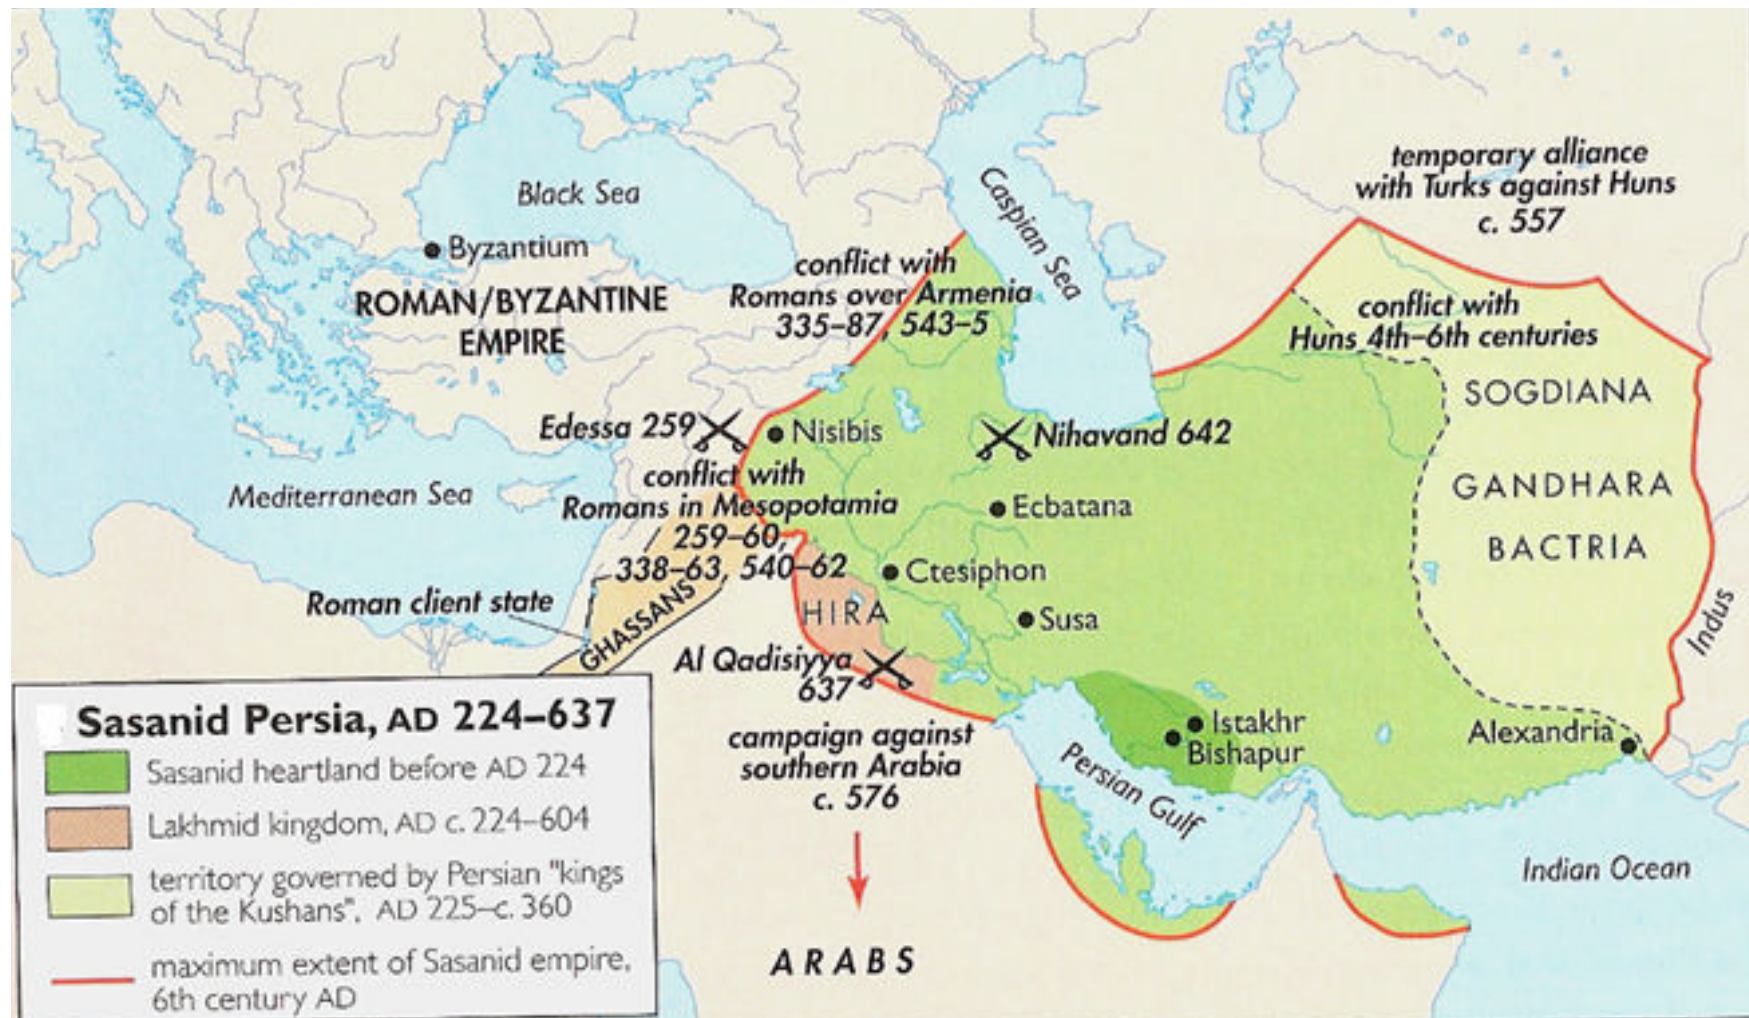 temporary alliance
with Turks against Huns
c. 557
Black Sea
Caspian Sea
Byzantium
conflict with
Romans over Armenia
335–87, 543–5
ROMAN/BYZANTINE
EMPIRE
conflict with
Huns 4th–6th centuries
SOGDIANA
Edessa 259
Nisibis
Nihavand 642
conflict with
Romans in Mesopotamia
259–60,
338–63, 540–62
Mediterranean Sea
Ecbatana
GANDHARA
BACTRIA
Ctesiphon
Roman client state
GHASSANS
HIRA
Susa
Indus
Al Qadisiyya
637
Istakhr
Bishapur
Alexandria
campaign against
southern Arabia
c. 576
Persian Gulf
Indian Ocean
ARABS
Sasanid Persia, AD 224–637
Sasanid heartland before AD 224
Lakhmid kingdom, AD c. 224–604
territory governed by Persian "kings
of the Kushans", AD 225–c. 360
maximum extent of Sasanid empire,
6th century AD